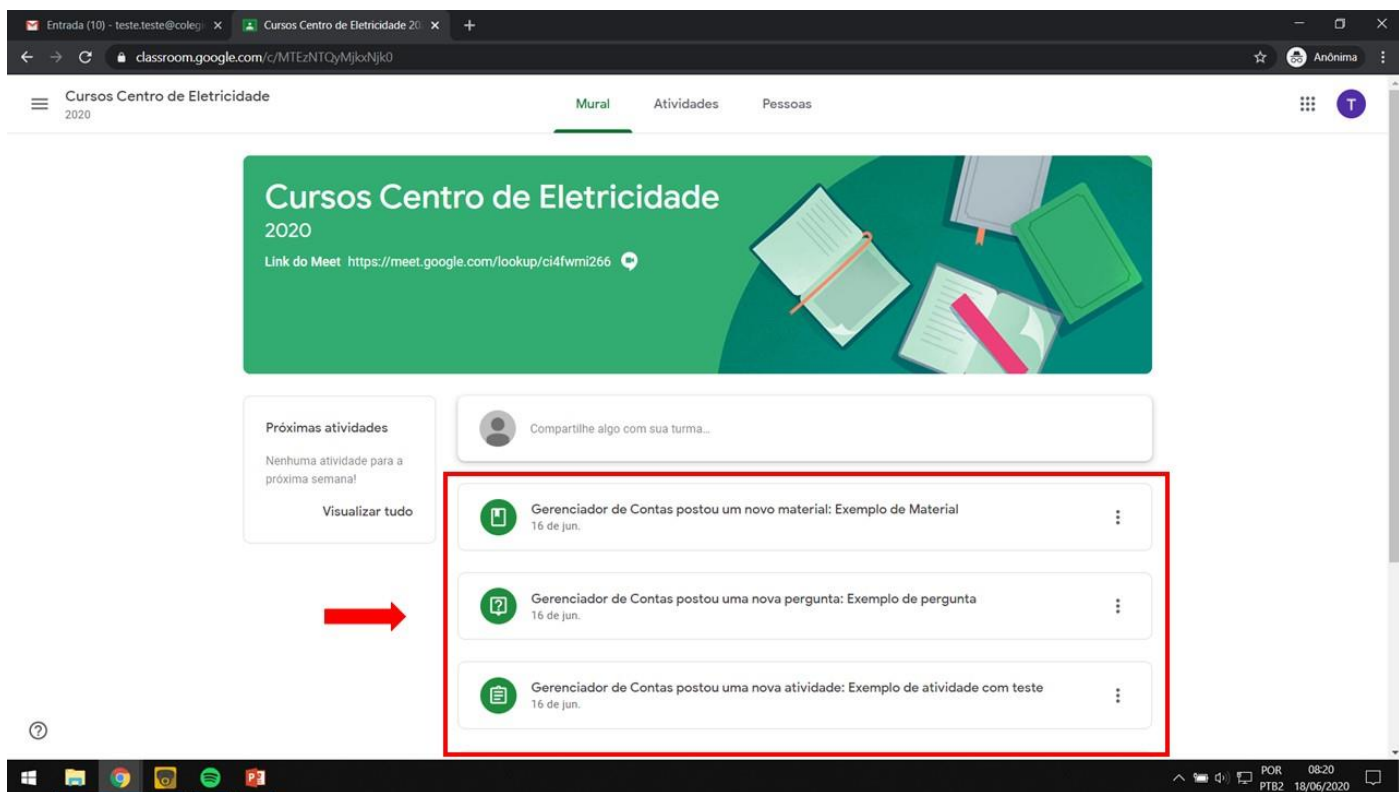 Entrada (10) - teste.teste@colegi
Cursos Centro de Eletricidade 20
classroom.google.com/c/MTEzNTQyMjkxNjk0
Anônima
Cursos Centro de Eletricidade
2020
Mural
Atividades
Pessoas
T
Cursos Centro de Eletricidade
2020
Link do Meet https://meet.google.com/lookup/ci4fwmi266
Próximas atividades
Nenhuma atividade para a
próxima semana!
Visualizar tudo
Compartilhe algo com sua turma...
Gerenciador de Contas postou um novo material: Exemplo de Material
16 de jun.
Gerenciador de Contas postou uma nova pergunta: Exemplo de pergunta
16 de jun.
Gerenciador de Contas postou uma nova atividade: Exemplo de atividade com teste
16 de jun.
POR
PTB2
08:20
18/06/2020